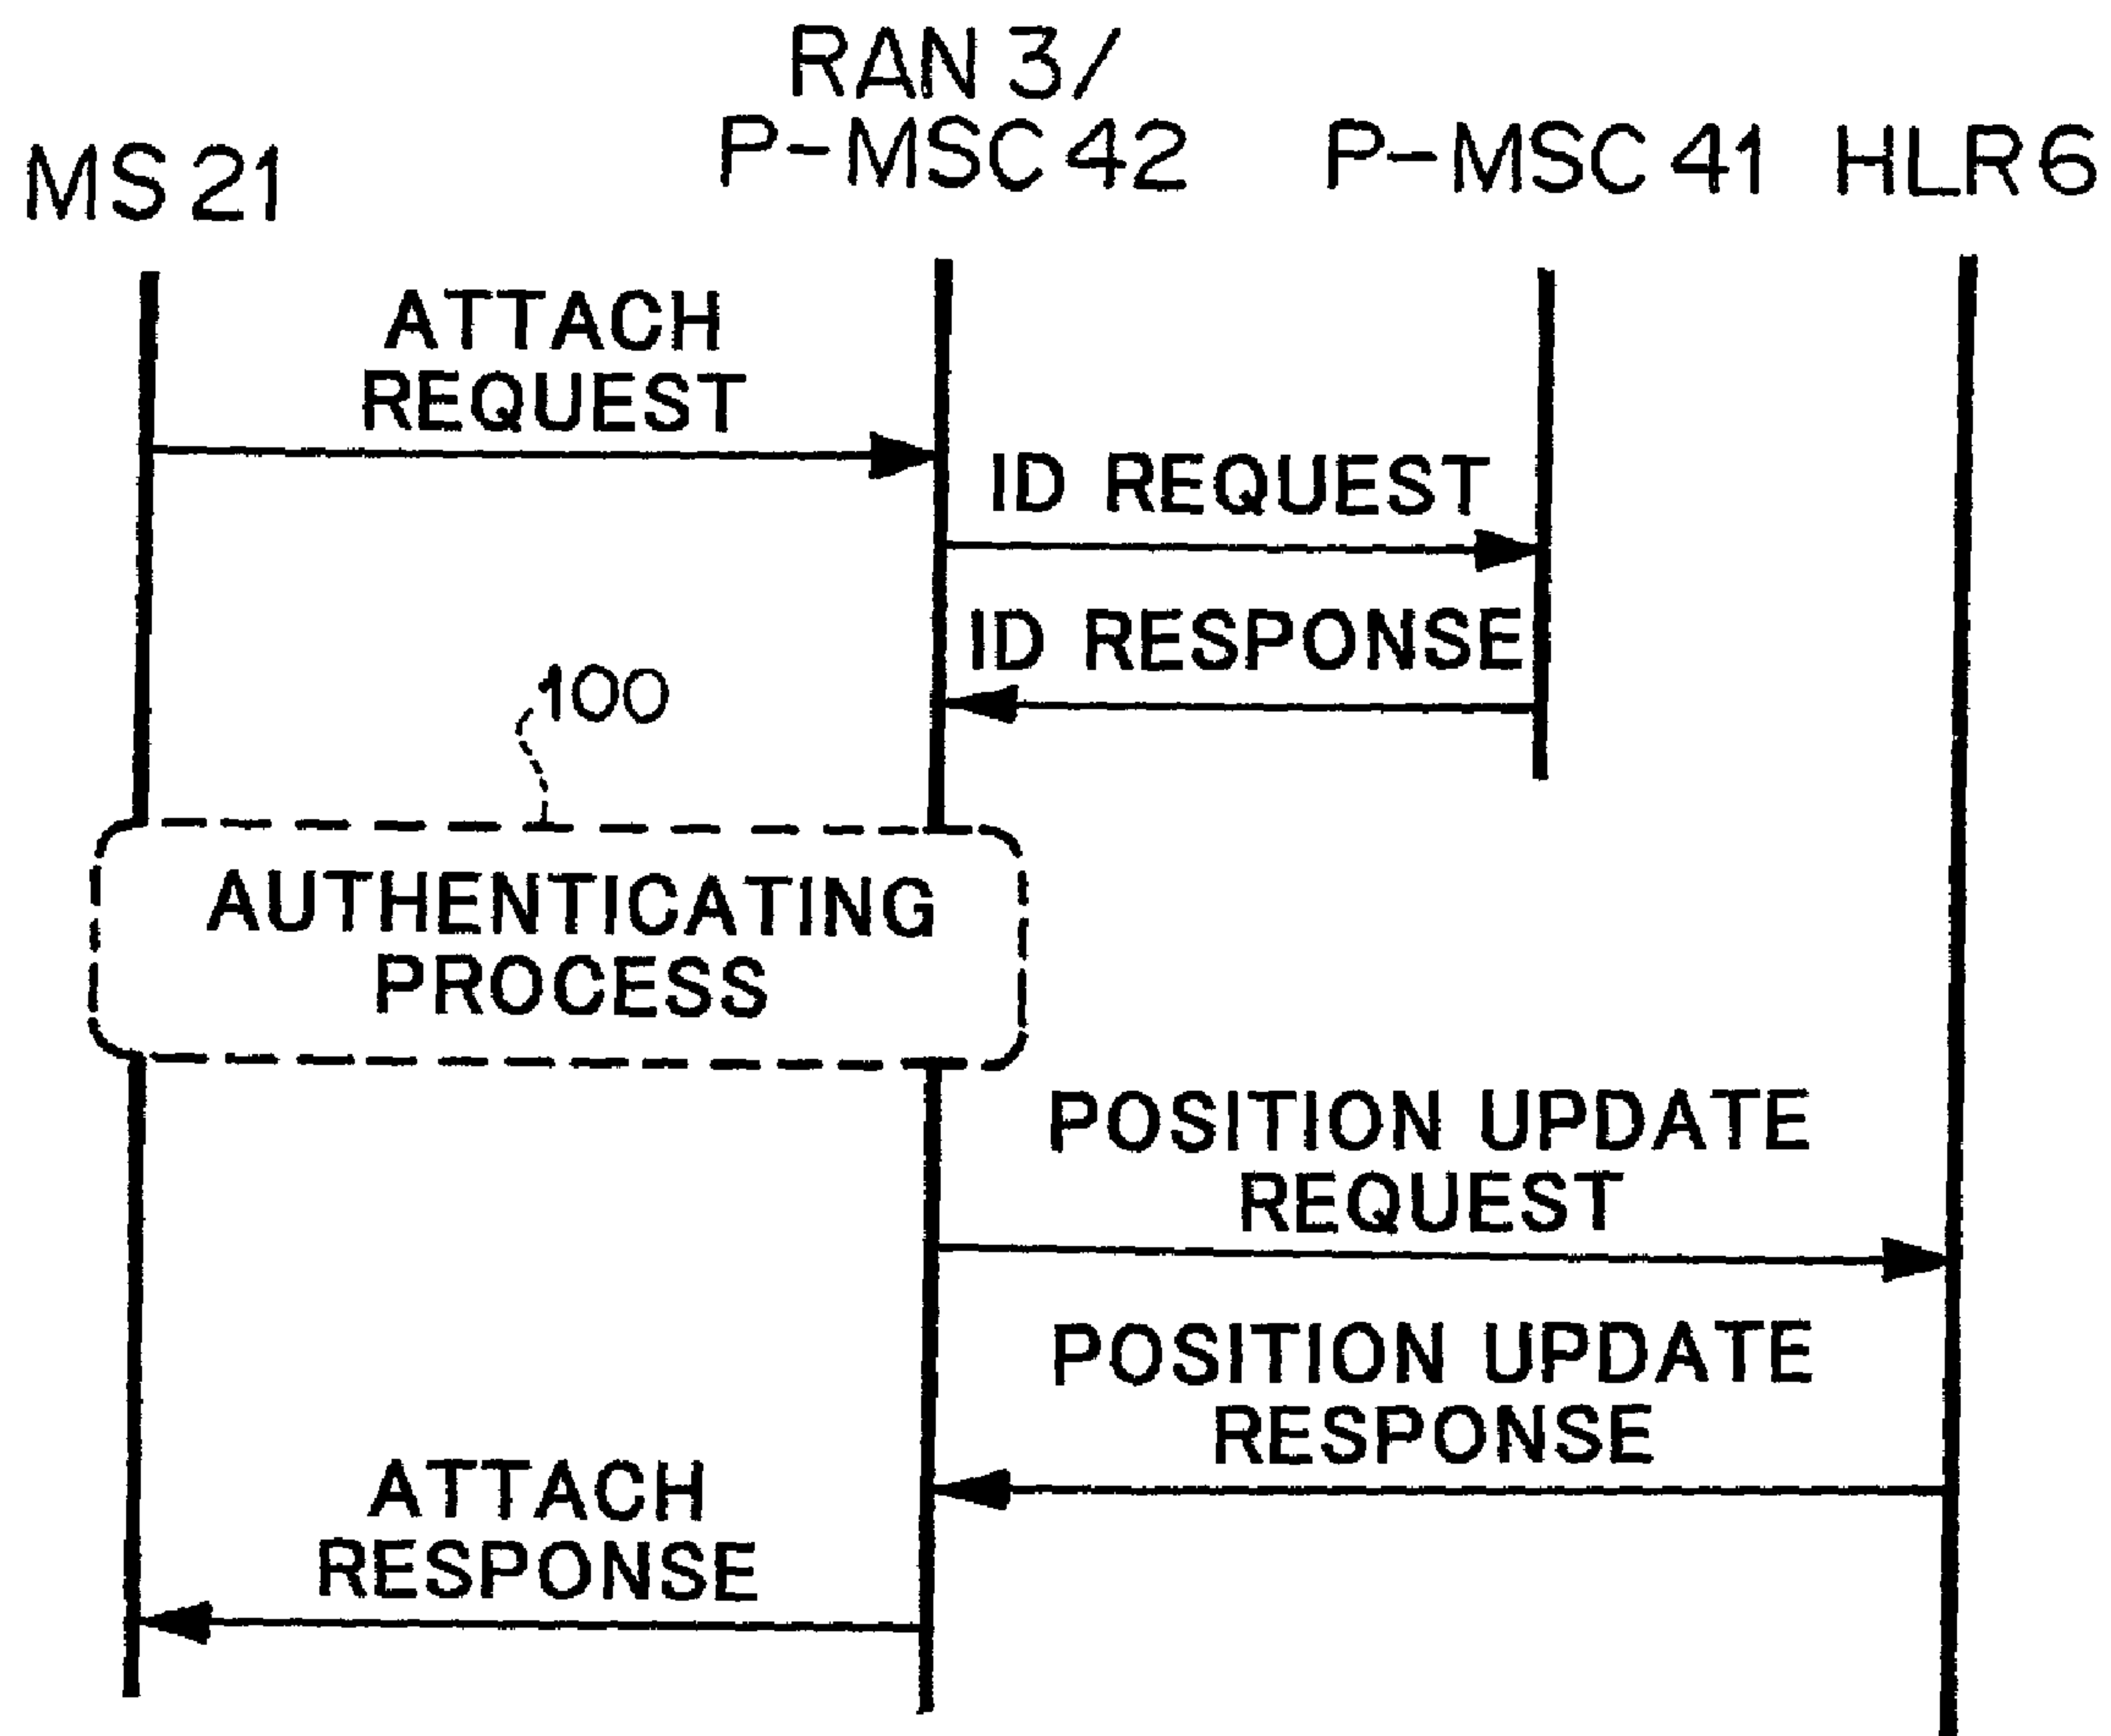 RAN 3/
P-MSC 42
MS 21
P-MSC 41
HLR 6
ATTACH
REQUEST
ID REQUEST
ID RESPONSE
100
AUTHENTICATING
PROCESS
POSITION UPDATE
REQUEST
POSITION UPDATE
RESPONSE
ATTACH
RESPONSE